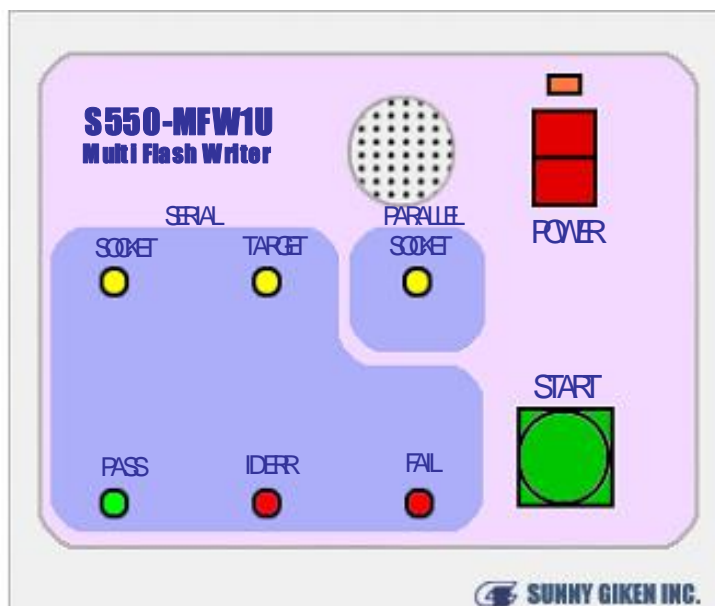 S550-MFW1U
Multi Flash Writer
SERIAL
PARALLEL
SOCKET
TARGET
SOCKET
POWER
START
PASS
IDERR
FAIL
SUNNY GIKEN INC.